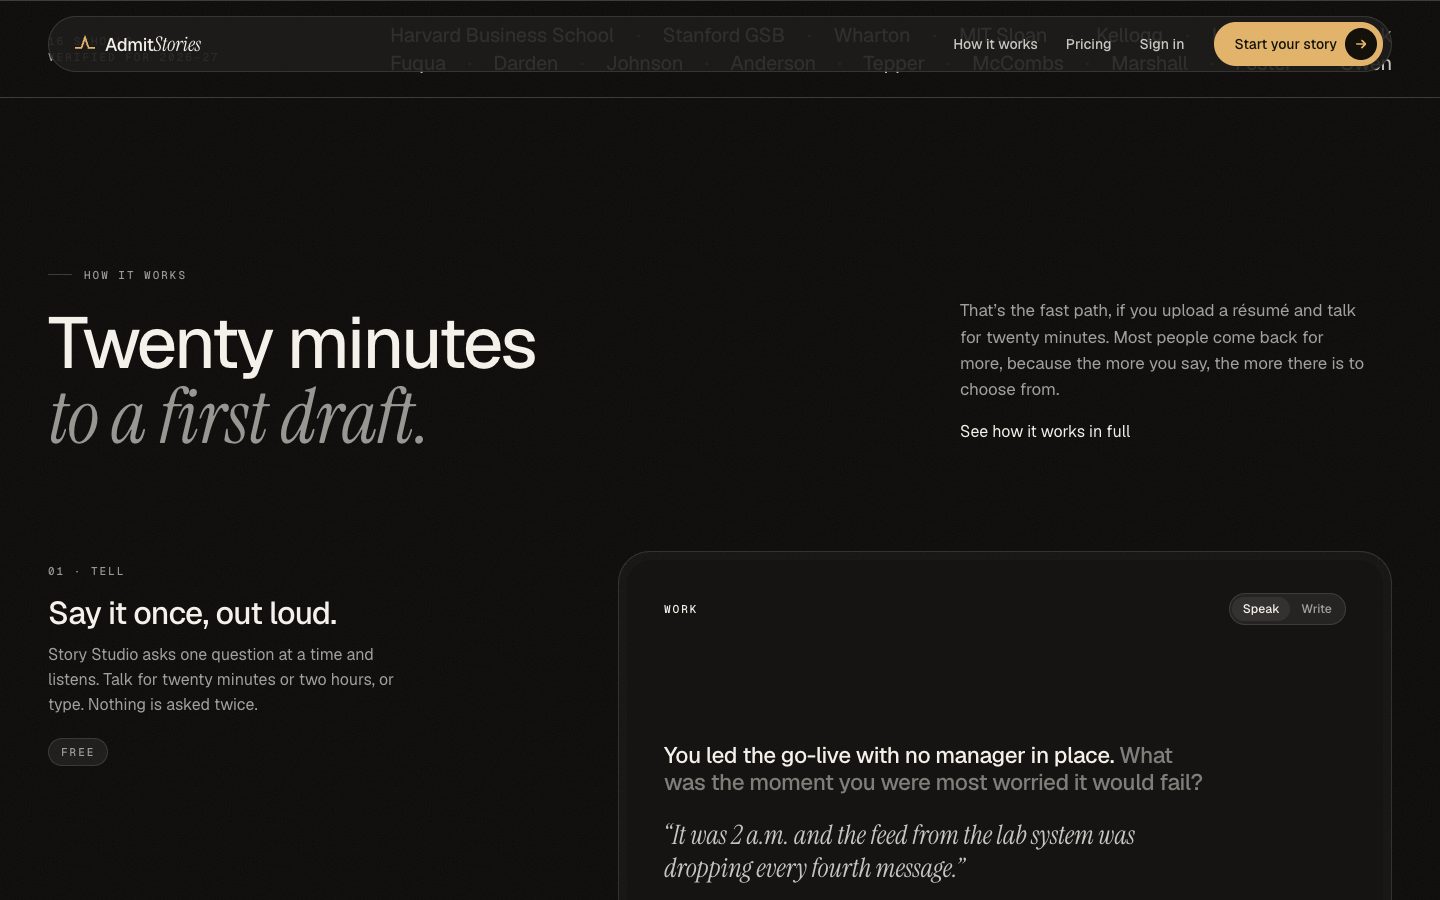 AdmitStories
How it works
Pricing
Sign in
Start your story
Harvard Business School · Stanford GSB · Wharton · MIT Sloan · Kellogg
VERIFIED FOR 2026–27
Fuqua · Darden · Johnson · Anderson · Tepper · McCombs · Marshall · Foster
HOW IT WORKS
Twenty minutes
to a first draft.
That’s the fast path, if you upload a résumé and talk
for twenty minutes. Most people come back for
more, because the more you say, the more there is to
choose from.
See how it works in full
01 · TELL
Say it once, out loud.
Story Studio asks one question at a time and
listens. Talk for twenty minutes or two hours, or
type. Nothing is asked twice.
FREE
WORK
Speak
Write
You led the go-live with no manager in place. What
was the moment you were most worried it would fail?
“It was 2 a.m. and the feed from the lab system was
dropping every fourth message.”